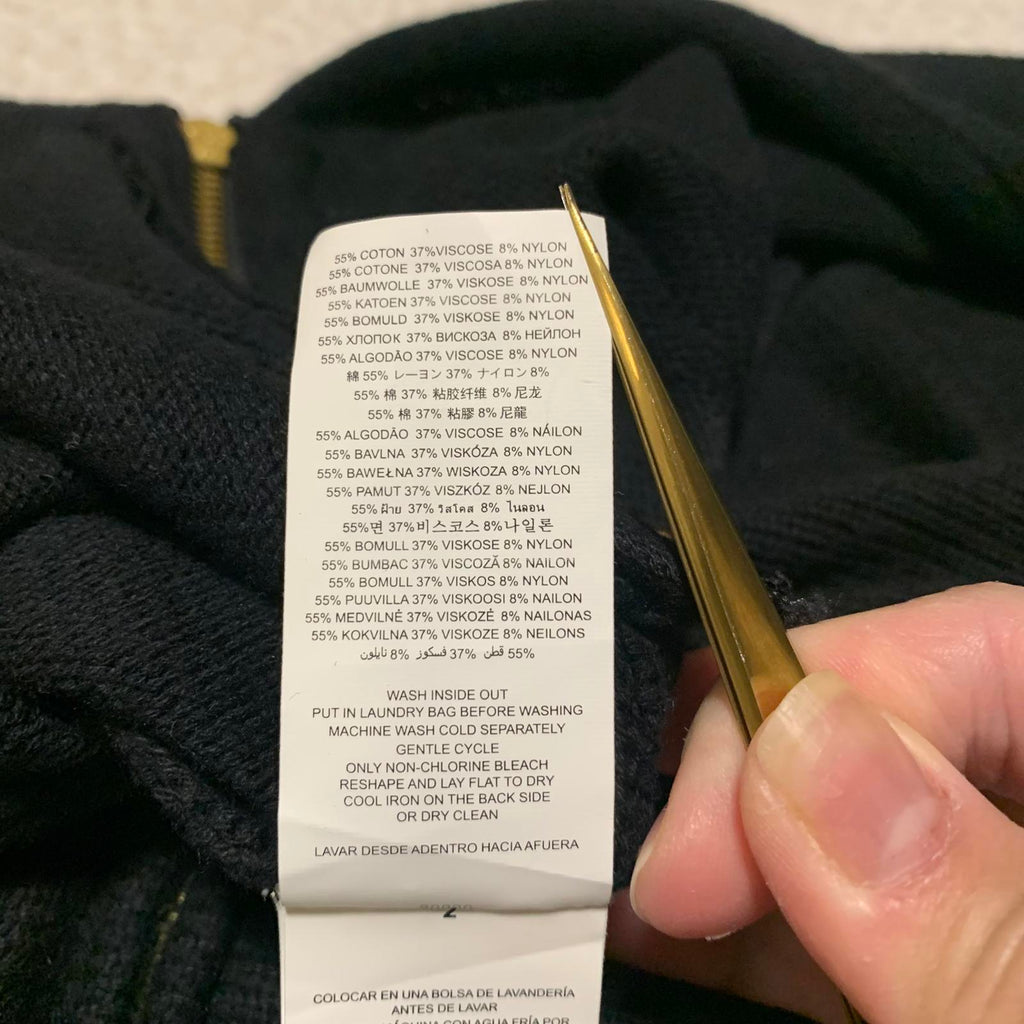 55% COTON 37%VISCOSE 8% NYLON
55% COTONE 37% VISCOSA 8% NYLON
55% BAUMWOLLE 37% VISKOSE 8% NYLON
55% KATOEN 37% VISCOSE 8% NYLON
55% BOMULD 37% VISKOSE 8% NYLON
55% ХЛОПОК 37% ВИСКОЗА 8% НЕЙЛОН
55% ALGODÃO 37% VISCOSE 8% NYLON
綿 55% レーヨン 37% ナイロン 8%
55% 棉 37% 粘胶纤维 8% 尼龙
55% 棉 37% 粘膠 8% 尼龍
55% ALGODÃO 37% VISCOSE 8% NÁILON
55% BAVLNA 37% VISKÓZA 8% NYLON
55% BAWEŁNA 37% WISKOZA 8% NYLON
55% PAMUT 37% VISZKÓZ 8% NEJLON
55% ฝ้าย 37% วิสโคส 8% ไนลอน
55%면 37%비스코스 8%나일론
55% BOMULL 37% VISKOSE 8% NYLON
55% BUMBAC 37% VISCOZĂ 8% NAILON
55% BOMULL 37% VISKOS 8% NYLON
55% PUUVILLA 37% VISKOOSI 8% NAILON
55% MEDVILNĖ 37% VISKOZĖ 8% NAILONAS
55% KOKVILNA 37% VISKOZE 8% NEILONS
55% قطن 37% فسكوز 8% نايلون
WASH INSIDE OUT
PUT IN LAUNDRY BAG BEFORE WASHING
MACHINE WASH COLD SEPARATELY
GENTLE CYCLE
ONLY NON-CHLORINE BLEACH
RESHAPE AND LAY FLAT TO DRY
COOL IRON ON THE BACK SIDE
OR DRY CLEAN
LAVAR DESDE ADENTRO HACIA AFUERA
COLOCAR EN UNA BOLSA DE LAVANDERÍA
ANTES DE LAVAR
MÁQUINA CON AGUA FRÍA POR